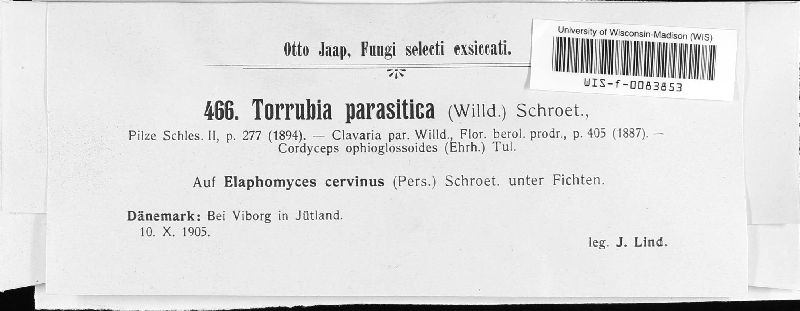 Otto Jaap, Fungi selecti exsiccati.
University of Wisconsin-Madison (WIS)
WIS-f-0083853
466. Torrubia parasitica (Willd.) Schroet.,
Pilze Schles. II, p. 277 (1894). — Clavaria par. Willd., Flor. berol. prodr., p. 405 (1887). —
Cordyceps ophioglossoides (Ehrh.) Tul.
Auf Elaphomyces cervinus (Pers.) Schroet. unter Fichten.
Dänemark: Bei Viborg in Jütland.
10. X. 1905.
leg. J. Lind.